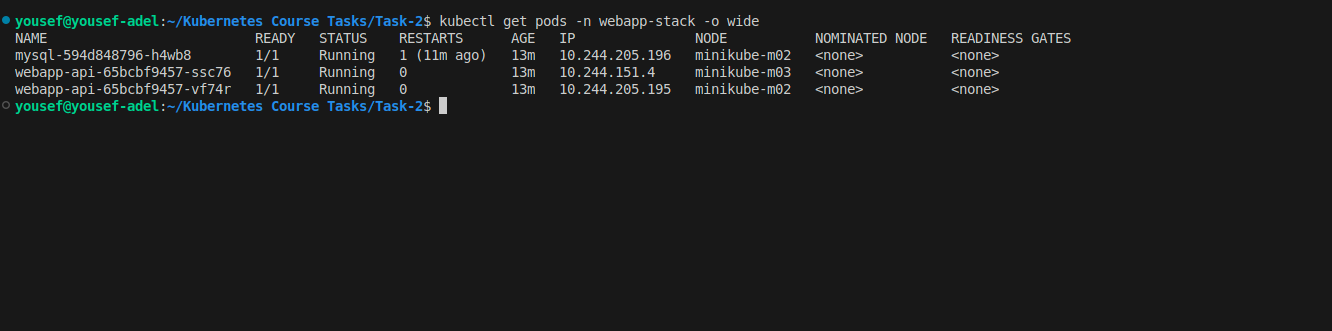 yousef@yousef-adel:~/Kubernetes Course Tasks/Task-2$ kubectl get pods -n webapp-stack -o wide
NAME                          READY   STATUS    RESTARTS      AGE   IP               NODE           NOMINATED NODE   READINESS GATES
mysql-594d848796-h4wb8        1/1     Running   1 (11m ago)   13m   10.244.205.196   minikube-m02   <none>           <none>
webapp-api-65bcbf9457-ssc76   1/1     Running   0             13m   10.244.151.4     minikube-m03   <none>           <none>
webapp-api-65bcbf9457-vf74r   1/1     Running   0             13m   10.244.205.195   minikube-m02   <none>           <none>
yousef@yousef-adel:~/Kubernetes Course Tasks/Task-2$